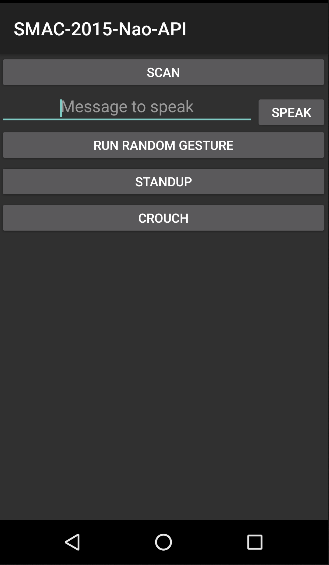 SMAC-2015-Nao-API
SCAN
Message to speak
SPEAK
RUN RANDOM GESTURE
STANDUP
CROUCH